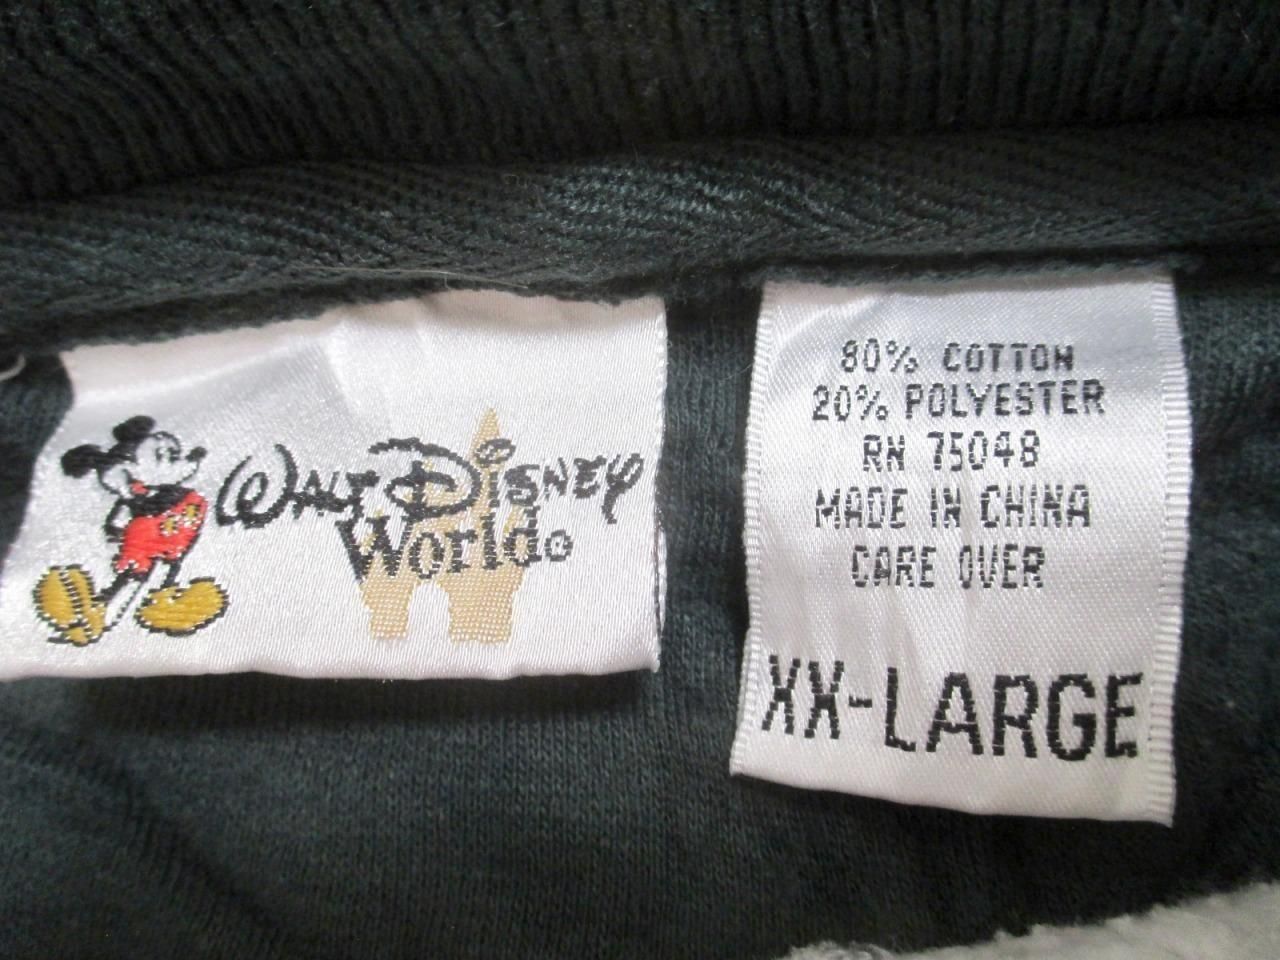 WALT DISNEY
World®
80% COTTON
20% POLYESTER
RN 75048
MADE IN CHINA
CARE OVER
XX-LARGE